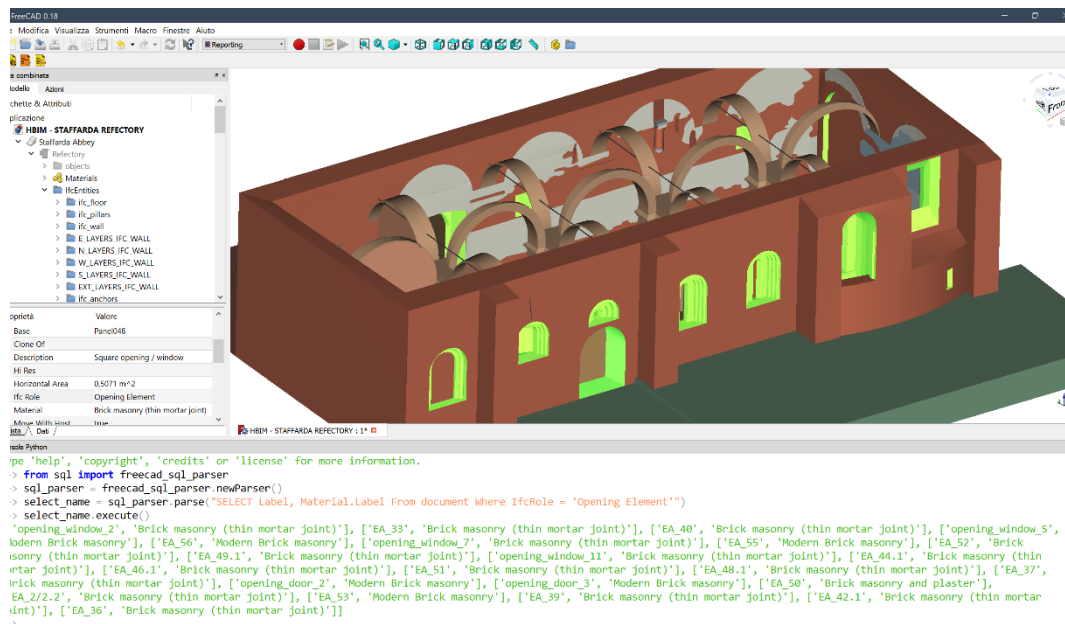 FreeCAD 0.18
Modifica Visualizza Strumenti Macro Finestre Aiuto
Reporting
combinata
Modello Azioni
chette & Attributi
plicazione
HBIM - STAFFARDA REFECTORY
Staffarda Abbey
Refectory
objects
Materials
IfcEntities
ifc_floor
ifc_pillars
ifc_wall
E_LAYERS_IFC_WALL
N_LAYERS_IFC_WALL
W_LAYERS_IFC_WALL
S_LAYERS_IFC_WALL
EXT_LAYERS_IFC_WALL
ifc_anchors
oprietà Valore
Base Panel048
Clone Of
Description Square opening / window
Hi Res
Horizontal Area 0,5071 m^2
Ifc Role Opening Element
Material Brick masonry (thin mortar joint)
Move With Host true
Vista Dati
HBIM - STAFFARDA REFECTORY : 1*
Front
nsole Python
ype 'help', 'copyright', 'credits' or 'license' for more information.
> from sql import freecad_sql_parser
> sql_parser = freecad_sql_parser.newParser()
> select_name = sql_parser.parse("SELECT Label, Material.Label From document Where IfcRole = 'Opening Element'")
> select_name.execute()
'opening_window_2', 'Brick masonry (thin mortar joint)'], ['EA_33', 'Brick masonry (thin mortar joint)'], ['EA_40', 'Brick masonry (thin mortar joint)'], ['opening_window_5',
Modern Brick masonry'], ['EA_56', 'Modern Brick masonry'], ['opening_window_7', 'Brick masonry (thin mortar joint)'], ['EA_55', 'Modern Brick masonry'], ['EA_52', 'Brick
asonry (thin mortar joint)'], ['EA_49.1', 'Brick masonry (thin mortar joint)'], ['opening_window_11', 'Brick masonry (thin mortar joint)'], ['EA_44.1', 'Brick masonry (thin
ortar joint)'], ['EA_46.1', 'Brick masonry (thin mortar joint)'], ['EA_51', 'Brick masonry (thin mortar joint)'], ['EA_48.1', 'Brick masonry (thin mortar joint)'], ['EA_37',
Brick masonry (thin mortar joint)'], ['opening_door_2', 'Modern Brick masonry'], ['opening_door_3', 'Modern Brick masonry'], ['EA_50', 'Brick masonry and plaster'],
EA_2/2.2', 'Brick masonry (thin mortar joint)'], ['EA_53', 'Modern Brick masonry'], ['EA_39', 'Brick masonry (thin mortar joint)'], ['EA_42.1', 'Brick masonry (thin mortar
oint)'], ['EA_36', 'Brick masonry (thin mortar joint)']]
>